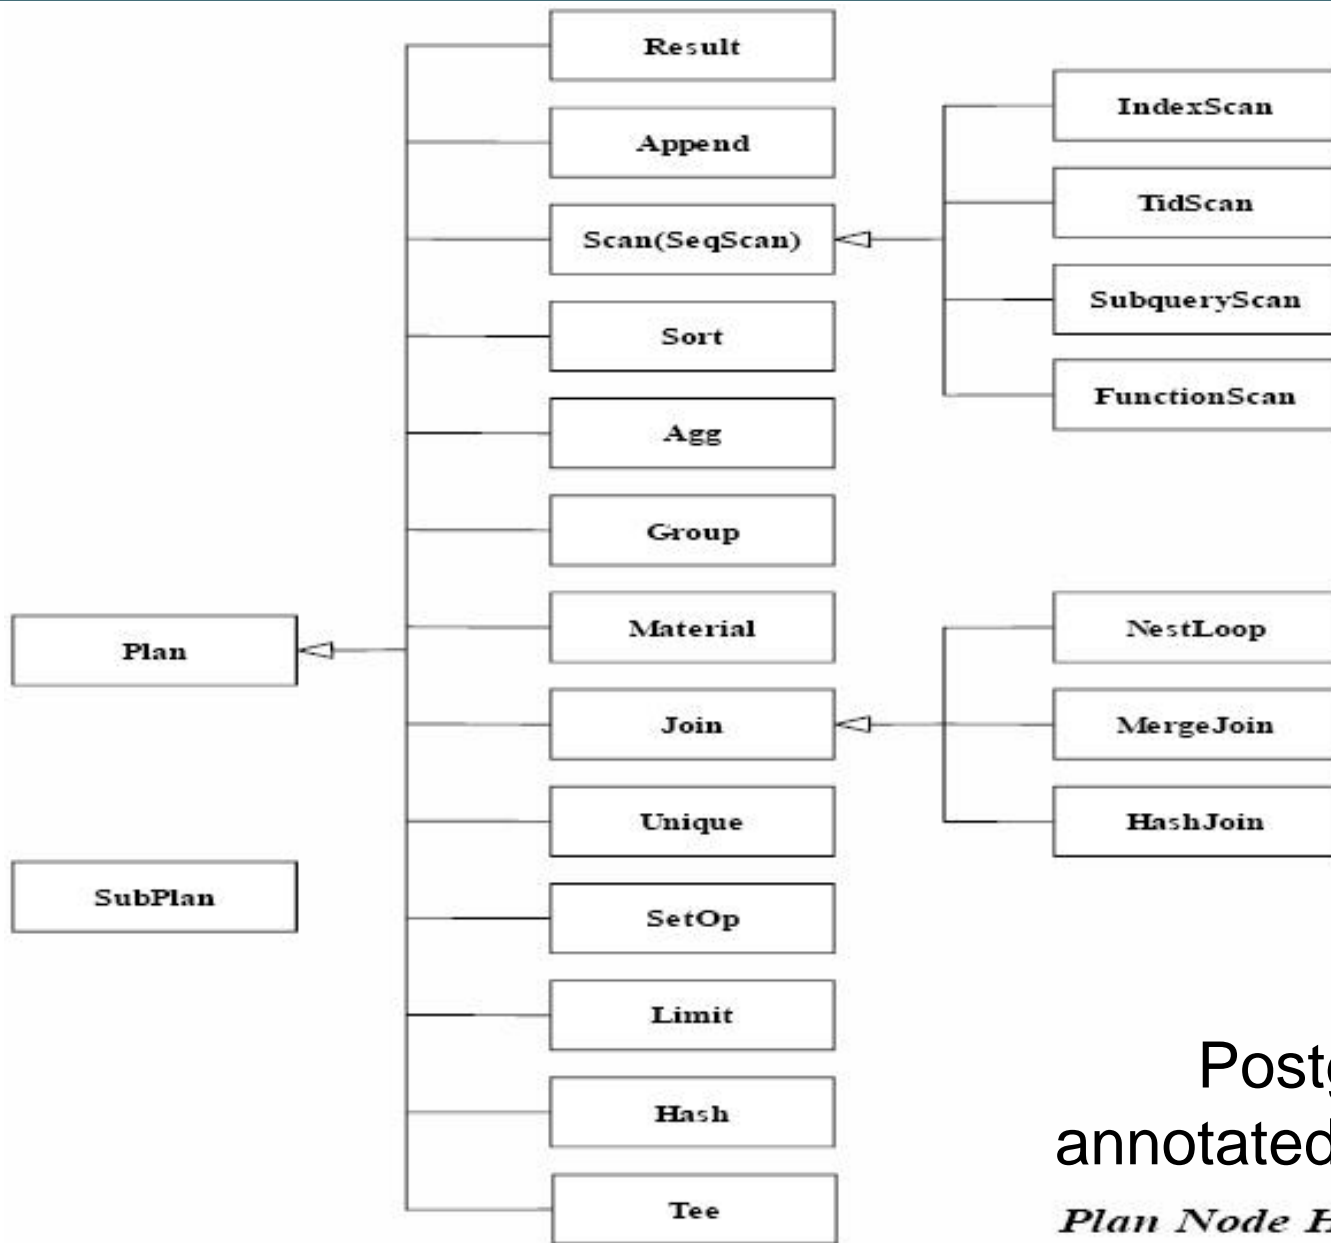 Result
Append
Scan(SeqScan)
Sort
Agg
Group
Material
Join
Unique
SetOp
Limit
Hash
Tee
Plan
SubPlan
IndexScan
TidScan
SubqueryScan
FunctionScan
NestLoop
MergeJoin
HashJoin
annotated
Plan Node